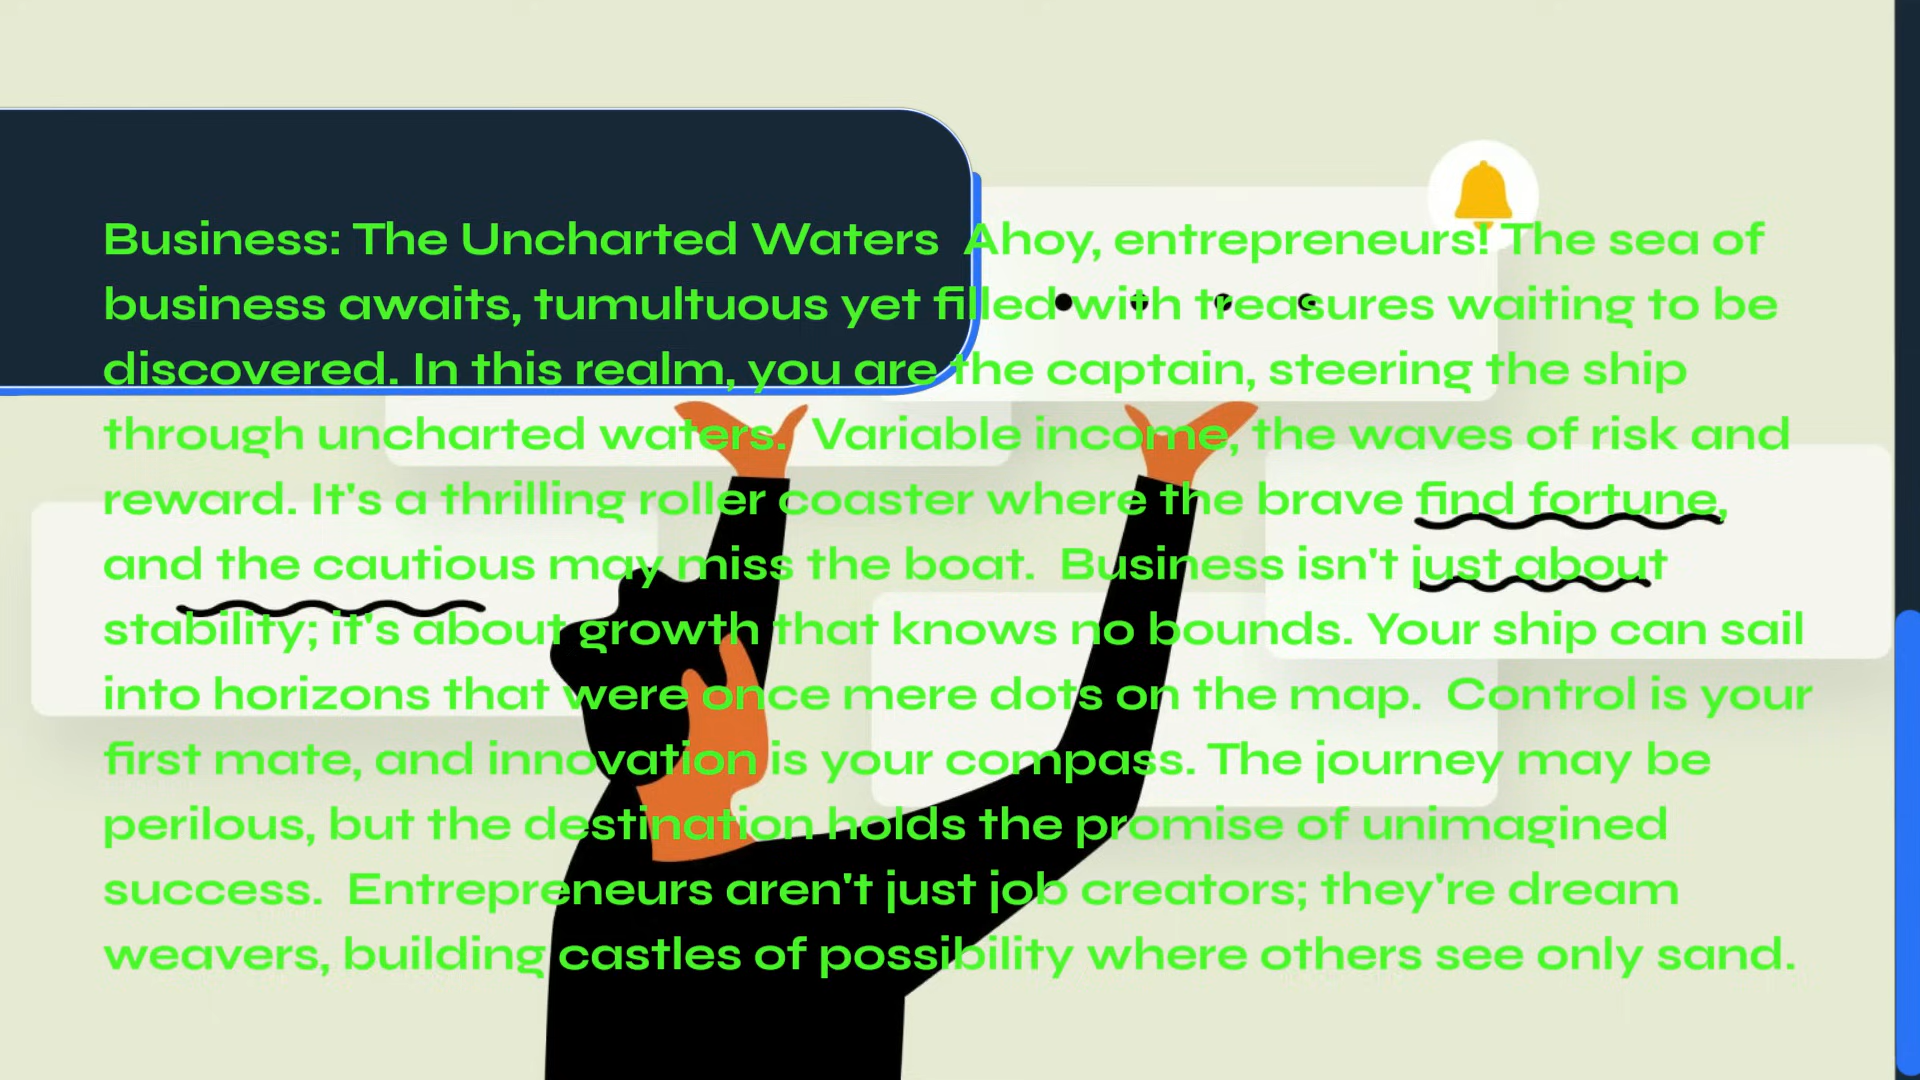 Business: The Uncharted Waters  Ahoy, entrepreneurs! The sea of
business awaits, tumultuous yet filled with treasures waiting to be
discovered. In this realm, you are the captain, steering the ship
through uncharted waters.  Variable income, the waves of risk and
reward. It's a thrilling roller coaster where the brave find fortune,
and the cautious may miss the boat.  Business isn't just about
stability; it's about growth that knows no bounds. Your ship can sail
into horizons that were once mere dots on the map.  Control is your
first mate, and innovation is your compass. The journey may be
perilous, but the destination holds the promise of unimagined
success.  Entrepreneurs aren't just job creators; they're dream
weavers, building castles of possibility where others see only sand.